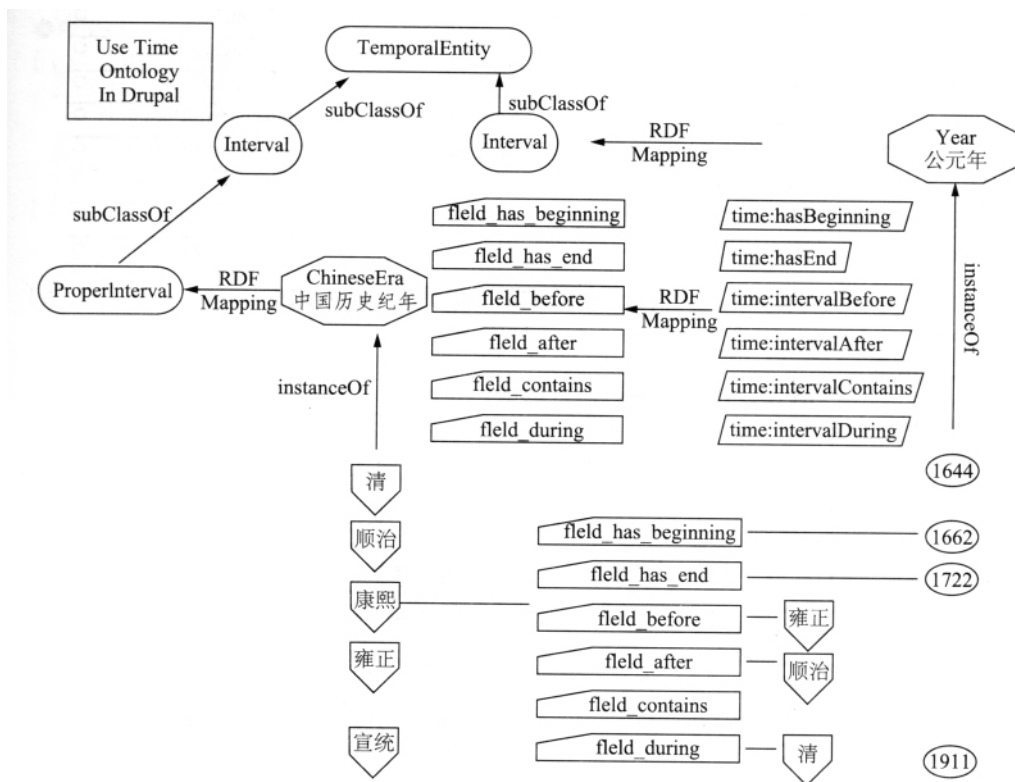 Use Time
Ontology
In Drupal
TemporalEntity
subClassOf
subClassOf
Interval
Interval
RDF
Mapping
Year
公元年
subClassOf
fleld_has_beginning
time:hasBeginning
fleld_has_end
time:hasEnd
ProperInterval
RDF
Mapping
ChineseEra
中国历史纪年
fleld_before
RDF
Mapping
time:intervalBefore
instanceOf
fleld_after
time:intervalAfter
instanceOf
fleld_contains
time:intervalContains
fleld_during
time:intervalDuring
清
1644
顺治
fleld_has_beginning
1662
康熙
fleld_has_end
1722
fleld_before
雍正
雍正
fleld_after
顺治
fleld_contains
宣统
fleld_during
清
1911